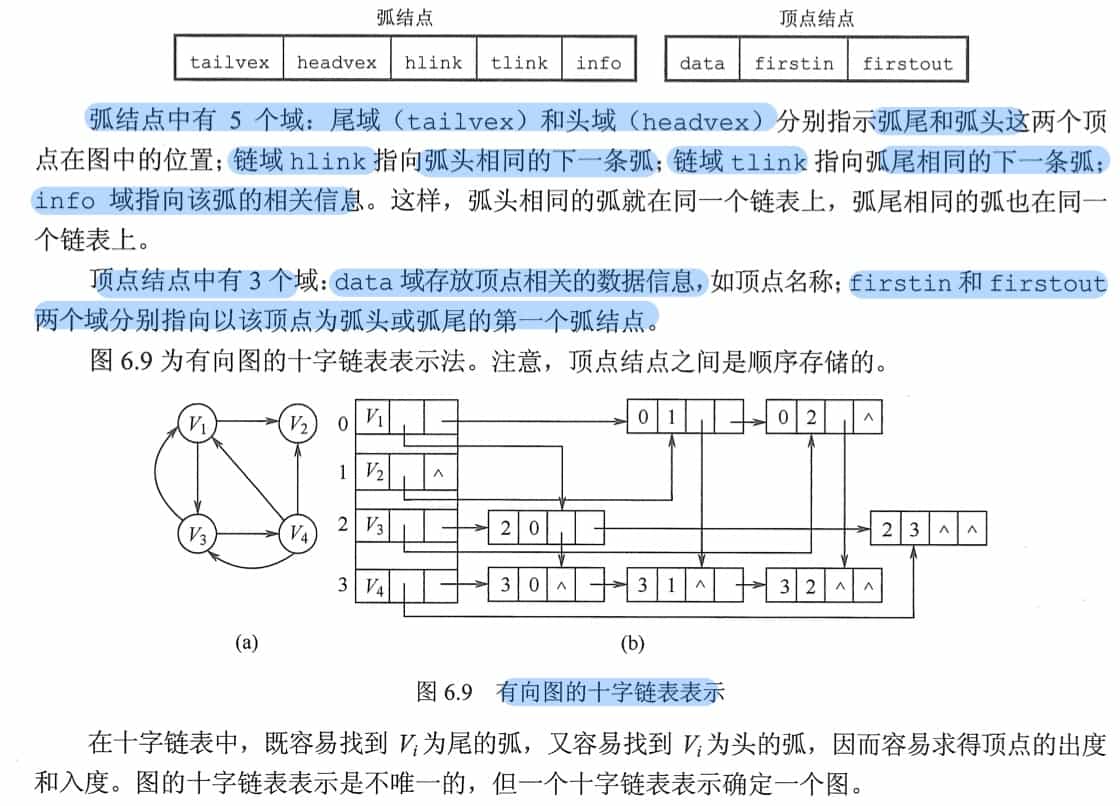 弧结点 顶点结点
tailvex headvex hlink tlink info data firstin firstout
弧结点中有 5 个域：尾域（tailvex）和头域（headvex）分别指示弧尾和弧头这两个顶
点在图中的位置；链域 hlink 指向弧头相同的下一条弧；链域 tlink 指向弧尾相同的下一条弧；
info 域指向该弧的相关信息。这样，弧头相同的弧就在同一个链表上，弧尾相同的弧也在同一
个链表上。
顶点结点中有 3 个域：data 域存放顶点相关的数据信息，如顶点名称；firstin 和 firstout
两个域分别指向以该顶点为弧头或弧尾的第一个弧结点。
图 6.9 为有向图的十字链表表示法。注意，顶点结点之间是顺序存储的。
V1 V2 0 V1 0 1 0 2 ^
1 V2 ^
V3 V4 2 V3 2 0 2 3 ^ ^
3 V4 3 0 ^ 3 1 ^ 3 2 ^ ^
(a) (b)
图 6.9 有向图的十字链表表示
在十字链表中，既容易找到 Vi 为尾的弧，又容易找到 Vi 为头的弧，因而容易求得顶点的出度
和入度。图的十字链表表示是不唯一的，但一个十字链表表示确定一个图。